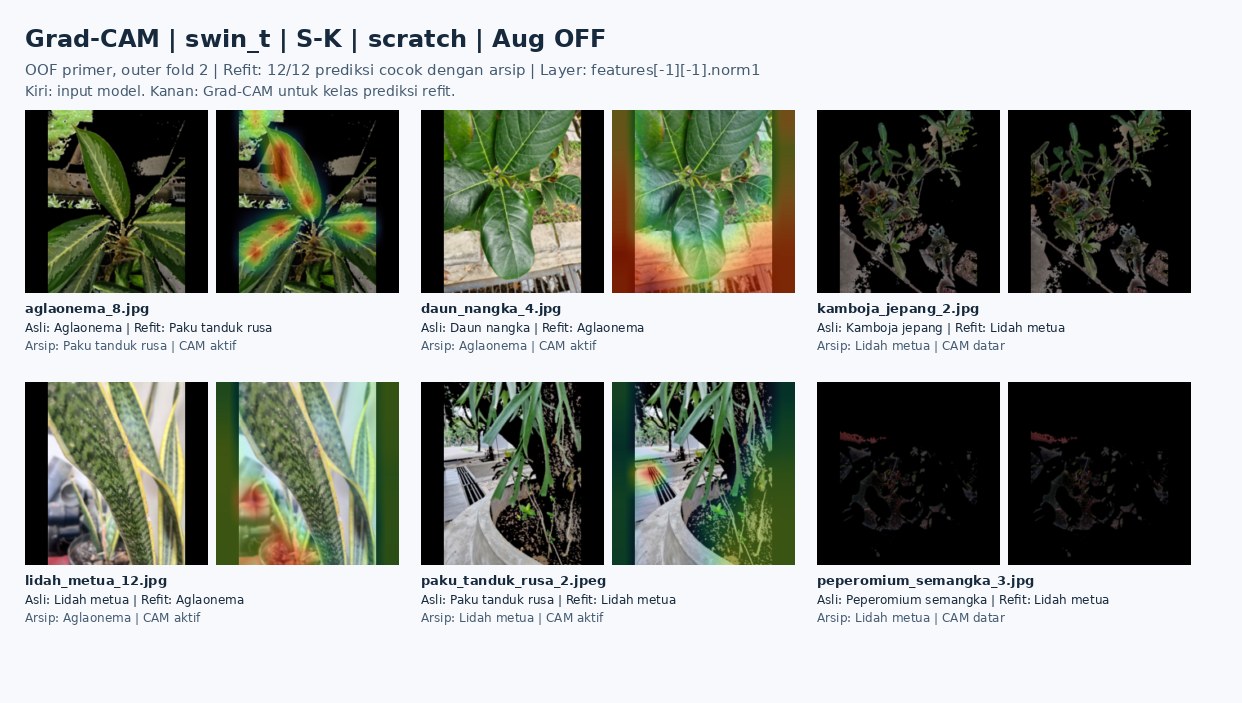 Grad-CAM | swin_t | S-K | scratch | Aug OFF
OOF primer, outer fold 2 | Refit: 12/12 prediksi cocok dengan arsip | Layer: features[-1][-1].norm1
Kiri: input model. Kanan: Grad-CAM untuk kelas prediksi refit.
aglaonema_8.jpg
Asli: Aglaonema | Refit: Paku tanduk rusa
Arsip: Paku tanduk rusa | CAM aktif
daun_nangka_4.jpg
Asli: Daun nangka | Refit: Aglaonema
Arsip: Aglaonema | CAM aktif
kamboja_jepang_2.jpg
Asli: Kamboja jepang | Refit: Lidah metua
Arsip: Lidah metua | CAM datar
lidah_metua_12.jpg
Asli: Lidah metua | Refit: Aglaonema
Arsip: Aglaonema | CAM aktif
paku_tanduk_rusa_2.jpeg
Asli: Paku tanduk rusa | Refit: Lidah metua
Arsip: Lidah metua | CAM aktif
peperomium_semangka_3.jpg
Asli: Peperomium semangka | Refit: Lidah metua
Arsip: Lidah metua | CAM datar